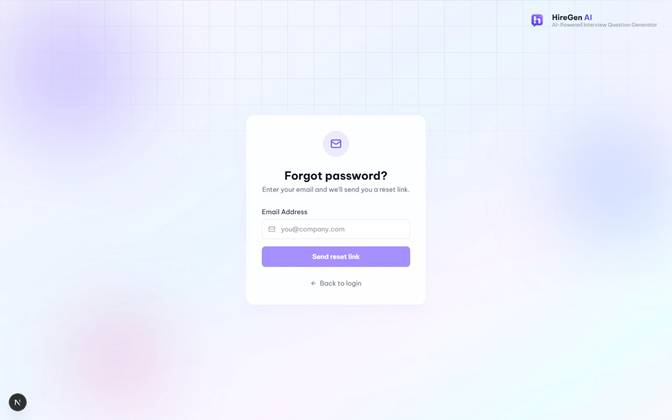 HireGen AI
AI-Powered Interview Question Generator
Forgot password?
Enter your email and we'll send you a reset link.
Email Address
you@company.com
Send reset link
← Back to login
N